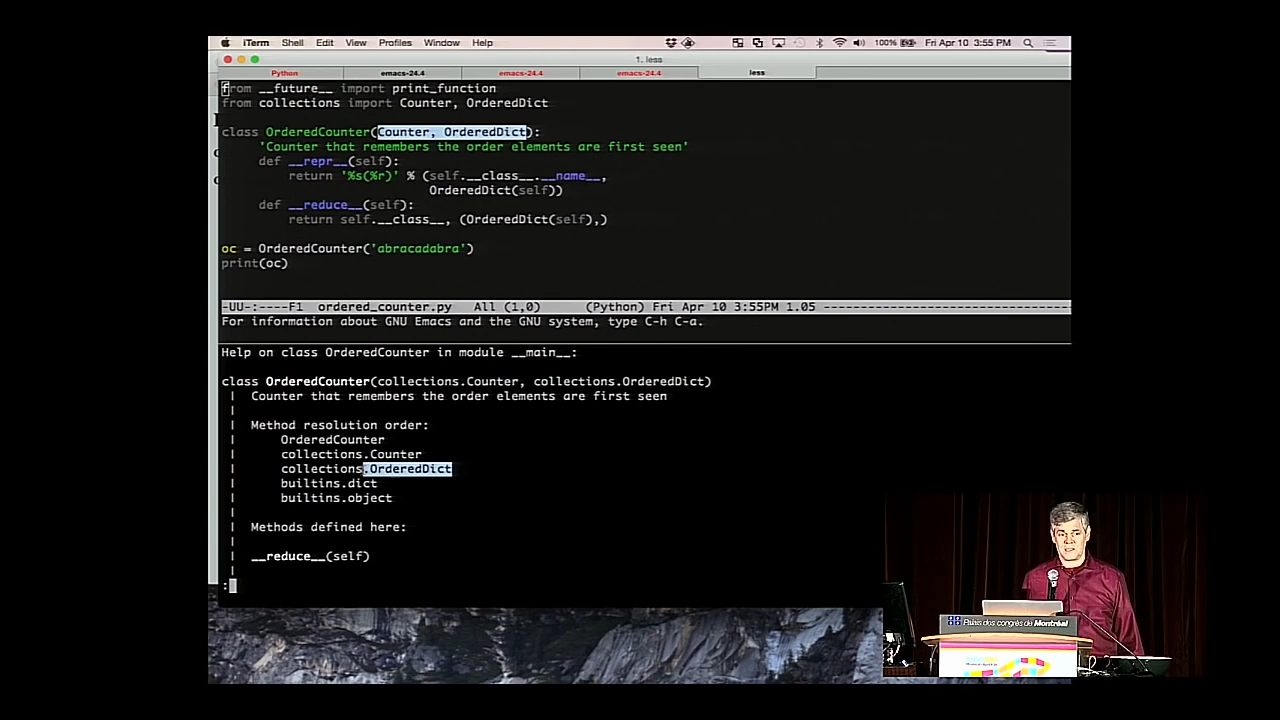 iTerm Shell Edit View Profiles Window Help 100% Fri Apr 10 3:55 PM
1. less
Python emacs-24.4 emacs-24.4 emacs-24.4 less
from __future__ import print_function
from collections import Counter, OrderedDict
class OrderedCounter(Counter, OrderedDict):
'Counter that remembers the order elements are first seen'
def __repr__(self):
return '%s(%r)' % (self.__class__.__name__,
OrderedDict(self))
def __reduce__(self):
return self.__class__, (OrderedDict(self),)
oc = OrderedCounter('abracadabra')
print(oc)
-UU-:----F1 ordered_counter.py All (1,0) (Python) Fri Apr 10 3:55PM 1.05 ----------------------------------
For information about GNU Emacs and the GNU system, type C-h C-a.
Help on class OrderedCounter in module __main__:
class OrderedCounter(collections.Counter, collections.OrderedDict)
| Counter that remembers the order elements are first seen
|
| Method resolution order:
| OrderedCounter
| collections.Counter
| collections.OrderedDict
| builtins.dict
| builtins.object
|
| Methods defined here:
|
| __reduce__(self)
|
:
Palais des congrès de Montréal